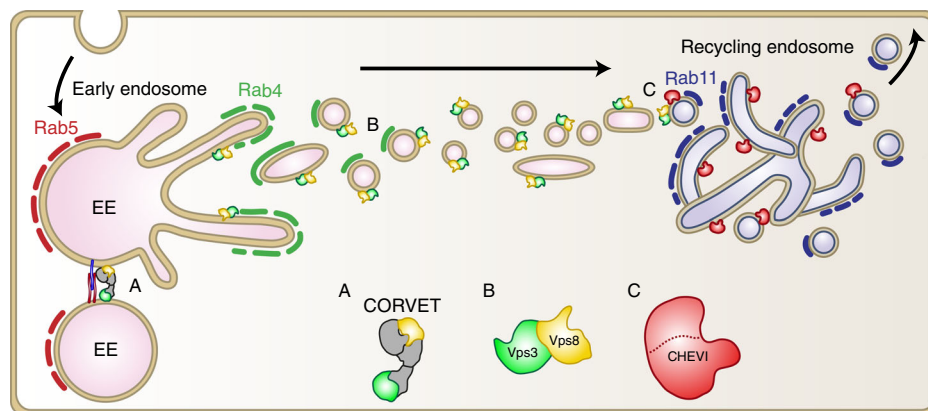 Early endosome
Rab4
Rab5
EE
A
EE
B
C
Recycling endosome
Rab11
A
CORVET
B
Vps3
Vps8
C
CHEVI